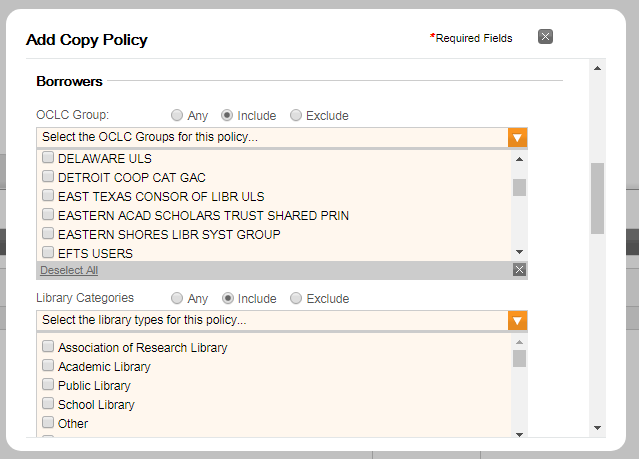 Add Copy Policy
*Required Fields
Borrowers
OCLC Group: Any Include Exclude
Select the OCLC Groups for this policy...
DELAWARE ULS
DETROIT COOP CAT GAC
EAST TEXAS CONSOR OF LIBR ULS
EASTERN ACAD SCHOLARS TRUST SHARED PRIN
EASTERN SHORES LIBR SYST GROUP
EFTS USERS
Deselect All
Library Categories Any Include Exclude
Select the library types for this policy...
Association of Research Library
Academic Library
Public Library
School Library
Other